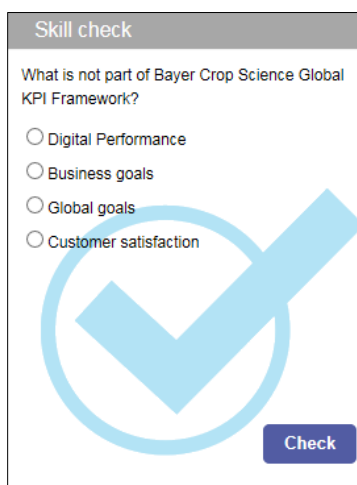 Skill check
What is not part of Bayer Crop Science Global
KPI Framework?
Digital Performance
Business goals
Global goals
Customer satisfaction
Check